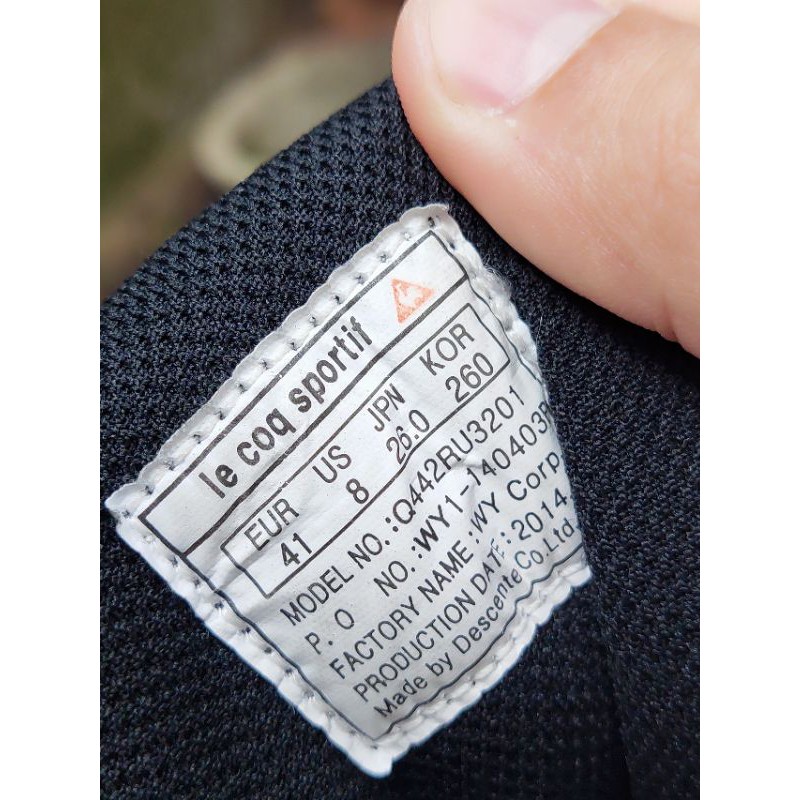 le coq sportif
EUR US JPN KOR
41 8 26.0 260
MODEL NO. :Q442RU3201
P. O NO. :WY1-140403R
FACTORY NAME :WY Corp.
PRODUCTION DATE :2014.
Made by Descente Co.Ltd.